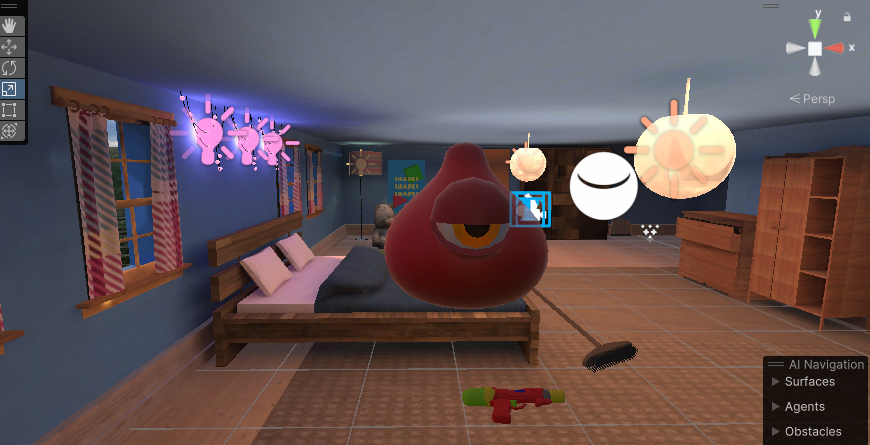 y
x
< Persp
SHAPES
SHAPES
SHAPES
AI Navigation
Surfaces
Agents
Obstacles